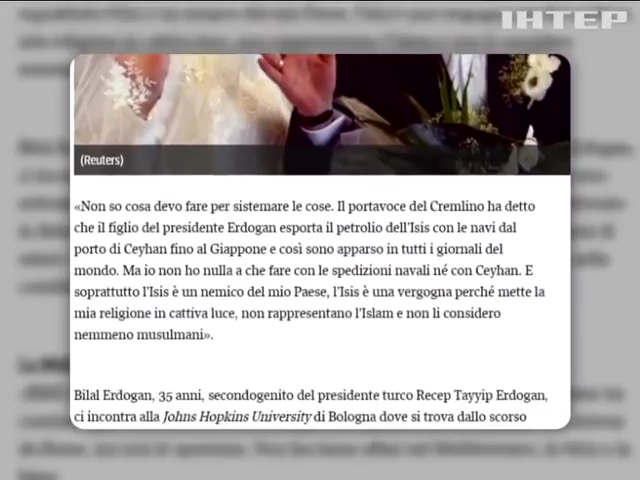 ІНТЕР
(Reuters)
«Non so cosa devo fare per sistemare le cose. Il portavoce del Cremlino ha detto
che il figlio del presidente Erdogan esporta il petrolio dell'Isis con le navi dal
porto di Ceyhan fino al Giappone e così sono apparso in tutti i giornali del
mondo. Ma io non ho nulla a che fare con le spedizioni navali né con Ceyhan. E
soprattutto l'Isis è un nemico del mio Paese, l'Isis è una vergogna perché mette la
mia religione in cattiva luce, non rappresentano l'Islam e non li considero
nemmeno musulmani».
Bilal Erdogan, 35 anni, secondogenito del presidente turco Recep Tayyip Erdogan,
ci incontra alla Johns Hopkins University di Bologna dove si trova dallo scorso